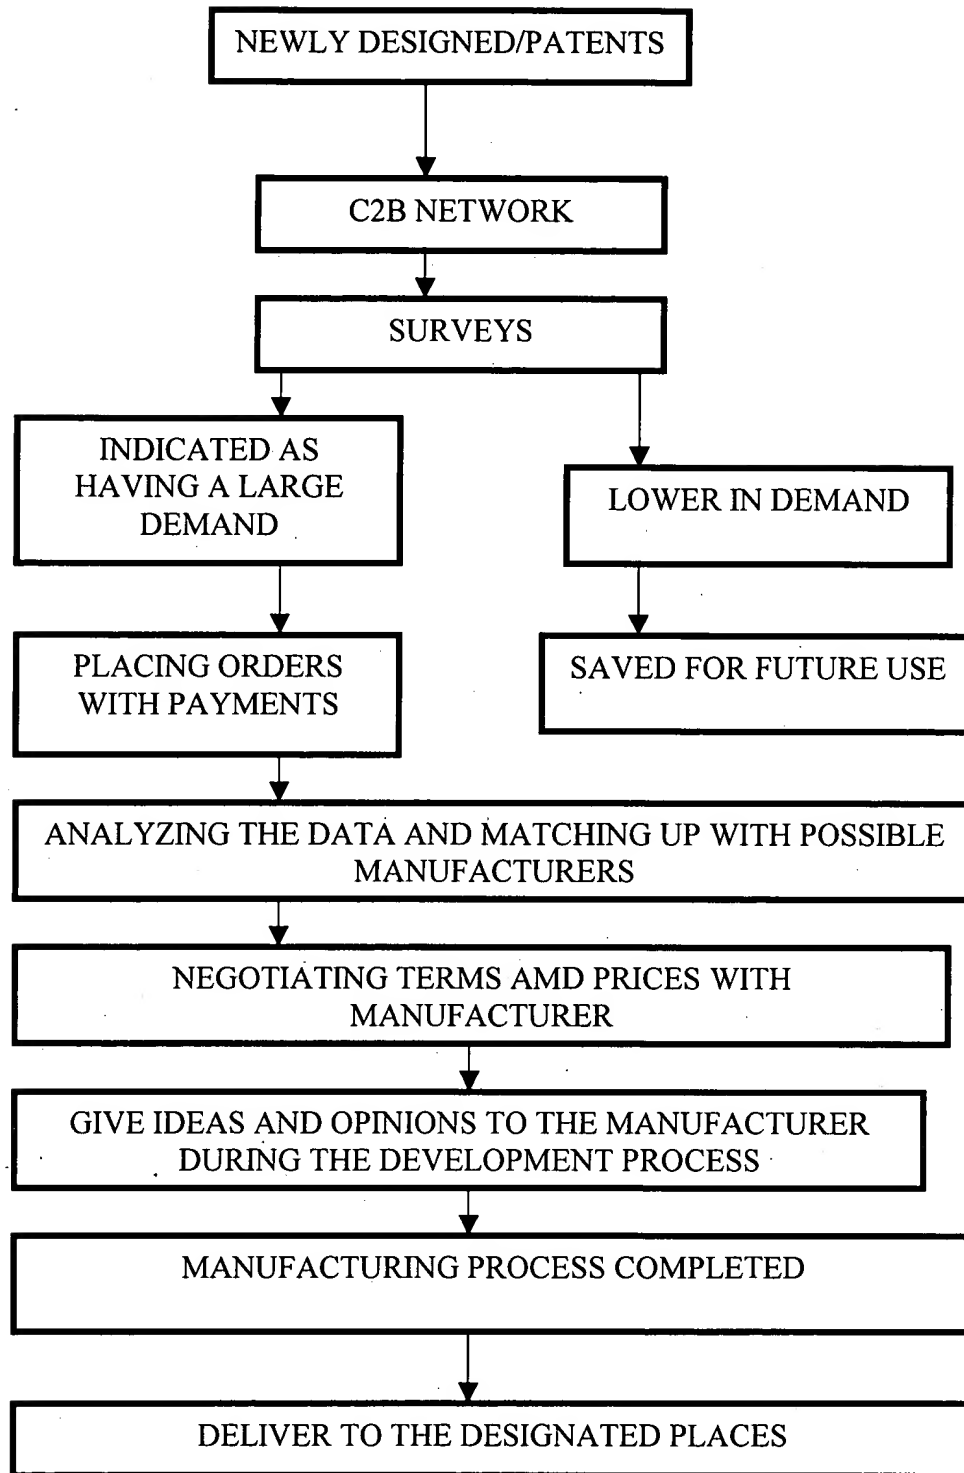 NEWLY DESIGNED/PATENTS
C2B NETWORK
SURVEYS
INDICATED AS
HAVING A LARGE
DEMAND
LOWER IN DEMAND
PLACING ORDERS
WITH PAYMENTS
SAVED FOR FUTURE USE
ANALYZING THE DATA AND MATCHING UP WITH POSSIBLE
MANUFACTURERS
NEGOTIATING TERMS AMD PRICES WITH
MANUFACTURER
GIVE IDEAS AND OPINIONS TO THE MANUFACTURER
DURING THE DEVELOPMENT PROCESS
MANUFACTURING PROCESS COMPLETED
DELIVER TO THE DESIGNATED PLACES